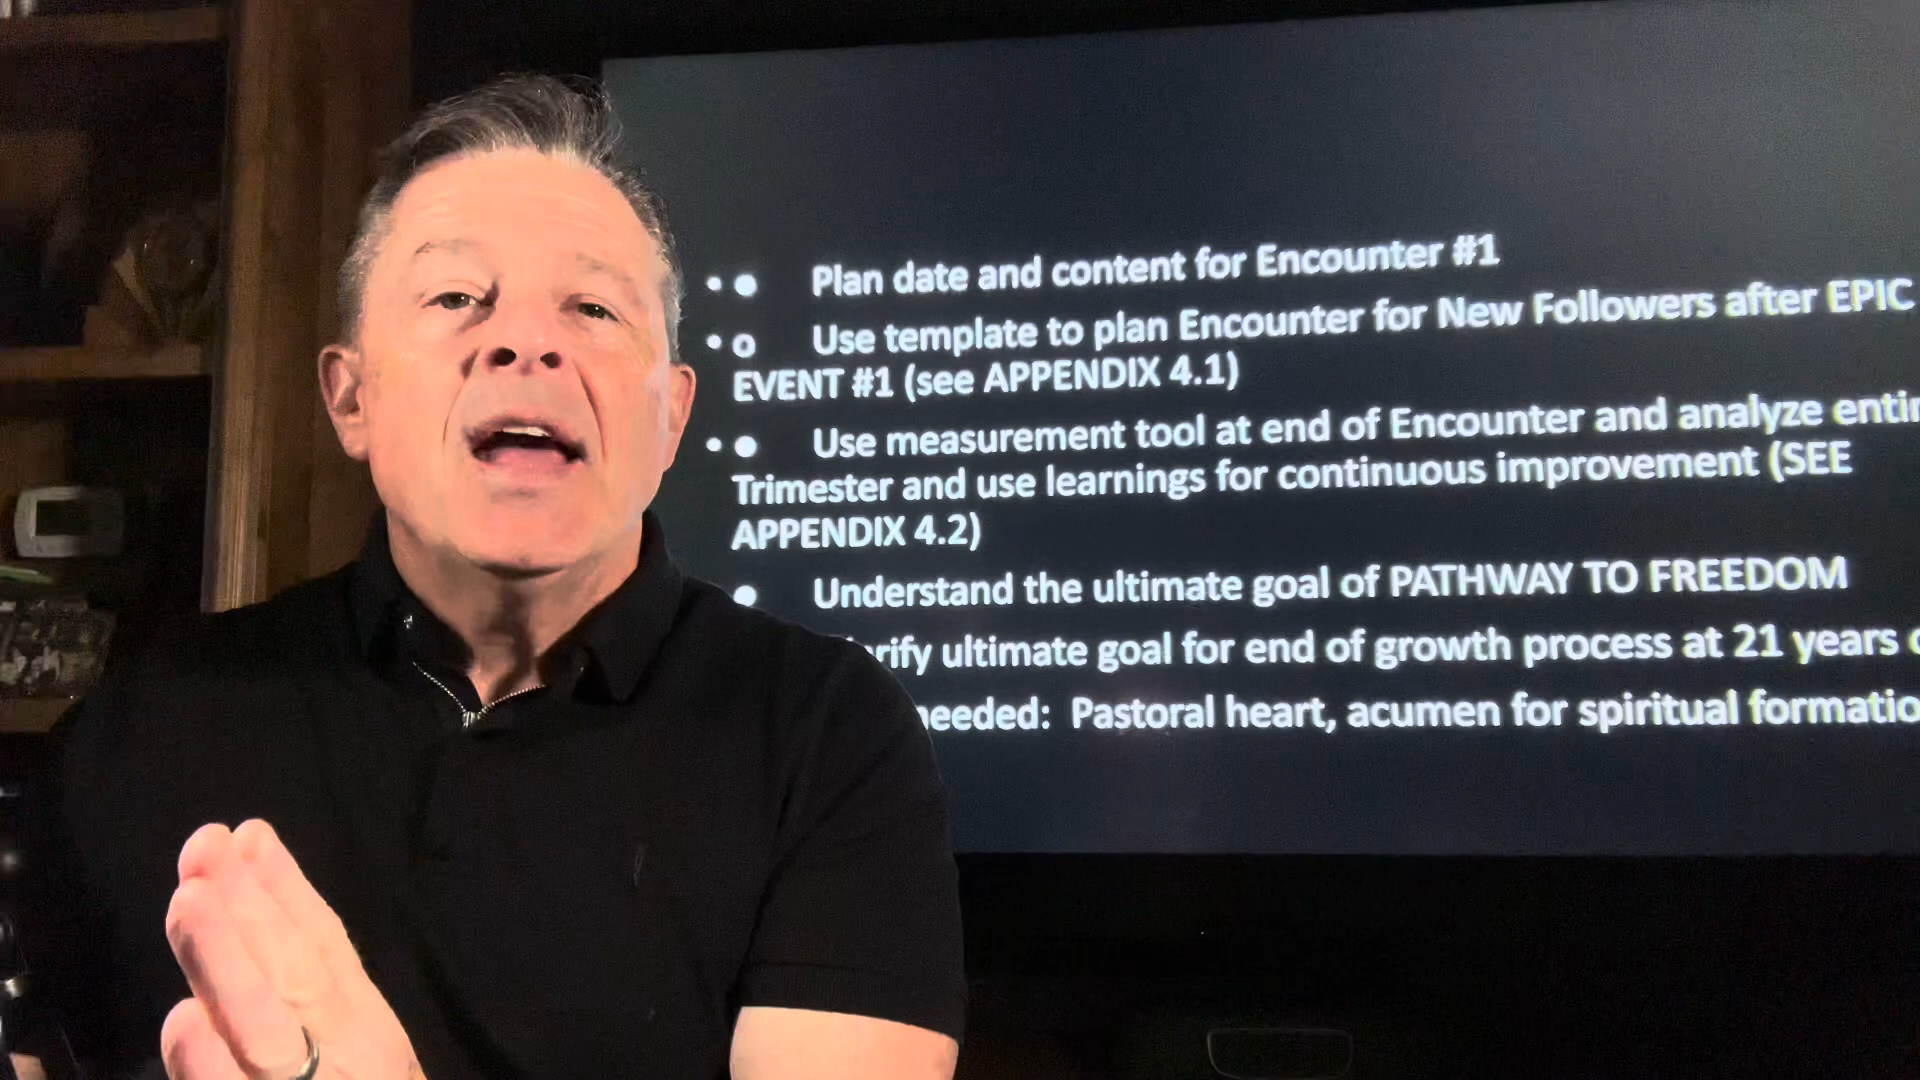 • ● Plan date and content for Encounter #1
• o Use template to plan Encounter for New Followers after EPIC
EVENT #1 (see APPENDIX 4.1)
• ● Use measurement tool at end of Encounter and analyze
Trimester and use learnings for continuous improvement (SEE
APPENDIX 4.2)
● Understand the ultimate goal of PATHWAY TO FREEDOM
ultimate goal for end of growth process at 21 years
needed: Pastoral heart, acumen for spiritual